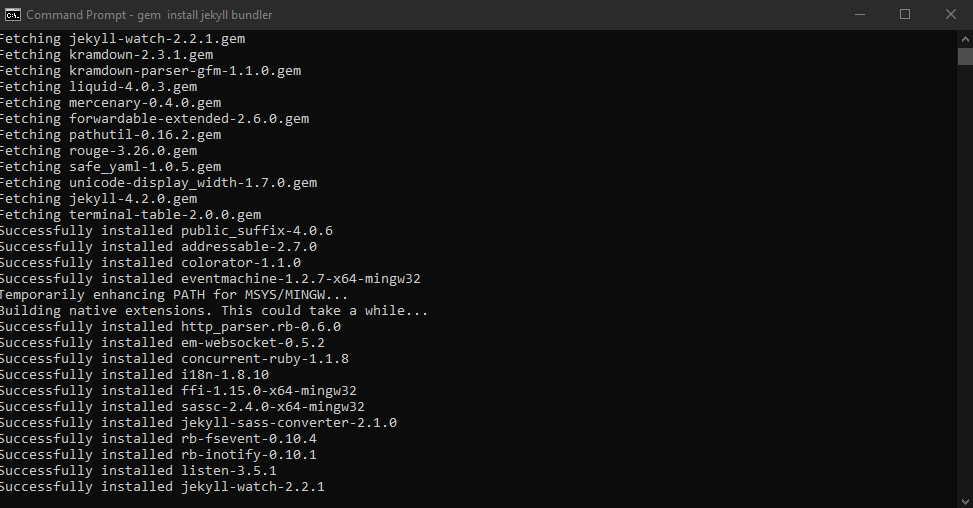 Command Prompt - gem install jekyll bundler
Fetching jekyll-watch-2.2.1.gem
Fetching kramdown-2.3.1.gem
Fetching kramdown-parser-gfm-1.1.0.gem
Fetching liquid-4.0.3.gem
Fetching mercenary-0.4.0.gem
Fetching forwardable-extended-2.6.0.gem
Fetching pathutil-0.16.2.gem
Fetching rouge-3.26.0.gem
Fetching safe_yaml-1.0.5.gem
Fetching unicode-display_width-1.7.0.gem
Fetching jekyll-4.2.0.gem
Fetching terminal-table-2.0.0.gem
Successfully installed public_suffix-4.0.6
Successfully installed addressable-2.7.0
Successfully installed colorator-1.1.0
Successfully installed eventmachine-1.2.7-x64-mingw32
Temporarily enhancing PATH for MSYS/MINGW...
Building native extensions. This could take a while...
Successfully installed http_parser.rb-0.6.0
Successfully installed em-websocket-0.5.2
Successfully installed concurrent-ruby-1.1.8
Successfully installed i18n-1.8.10
Successfully installed ffi-1.15.0-x64-mingw32
Successfully installed sassc-2.4.0-x64-mingw32
Successfully installed jekyll-sass-converter-2.1.0
Successfully installed rb-fsevent-0.10.4
Successfully installed rb-inotify-0.10.1
Successfully installed listen-3.5.1
Successfully installed jekyll-watch-2.2.1